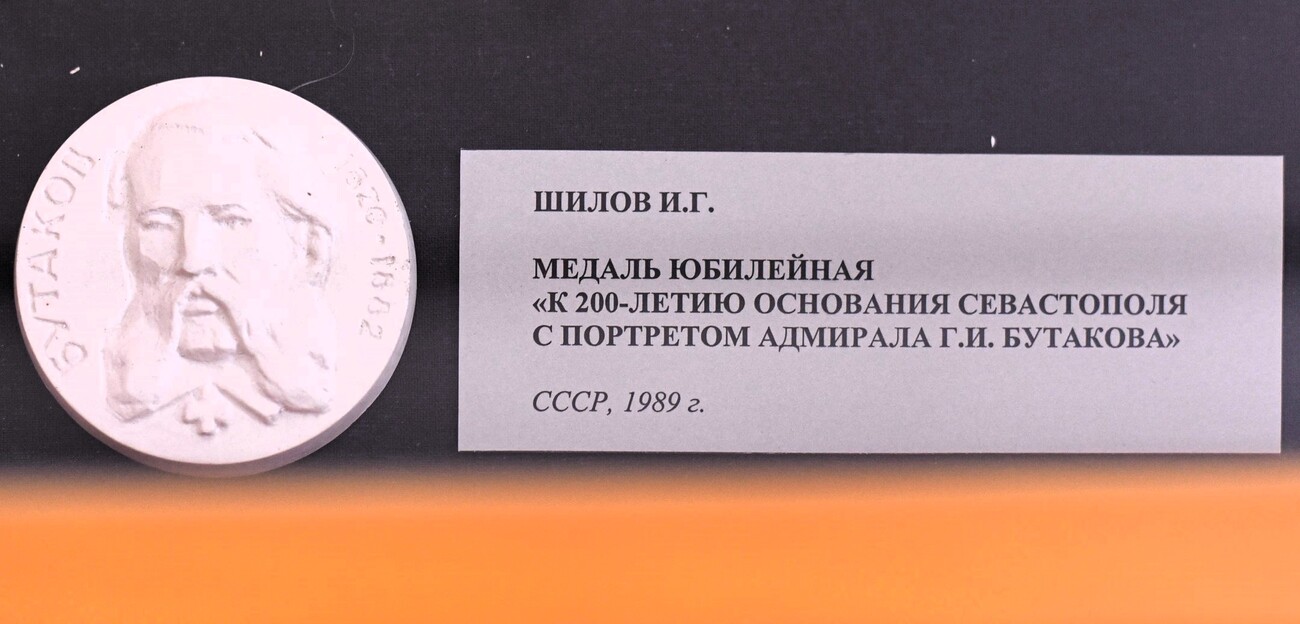 БУТАКОВ
1820-1882
ШИЛОВ И.Г.
МЕДАЛЬ ЮБИЛЕЙНАЯ
«К 200-ЛЕТИЮ ОСНОВАНИЯ СЕВАСТОПОЛЯ
С ПОРТРЕТОМ АДМИРАЛА Г.И. БУТАКОВА»
СССР, 1989 г.